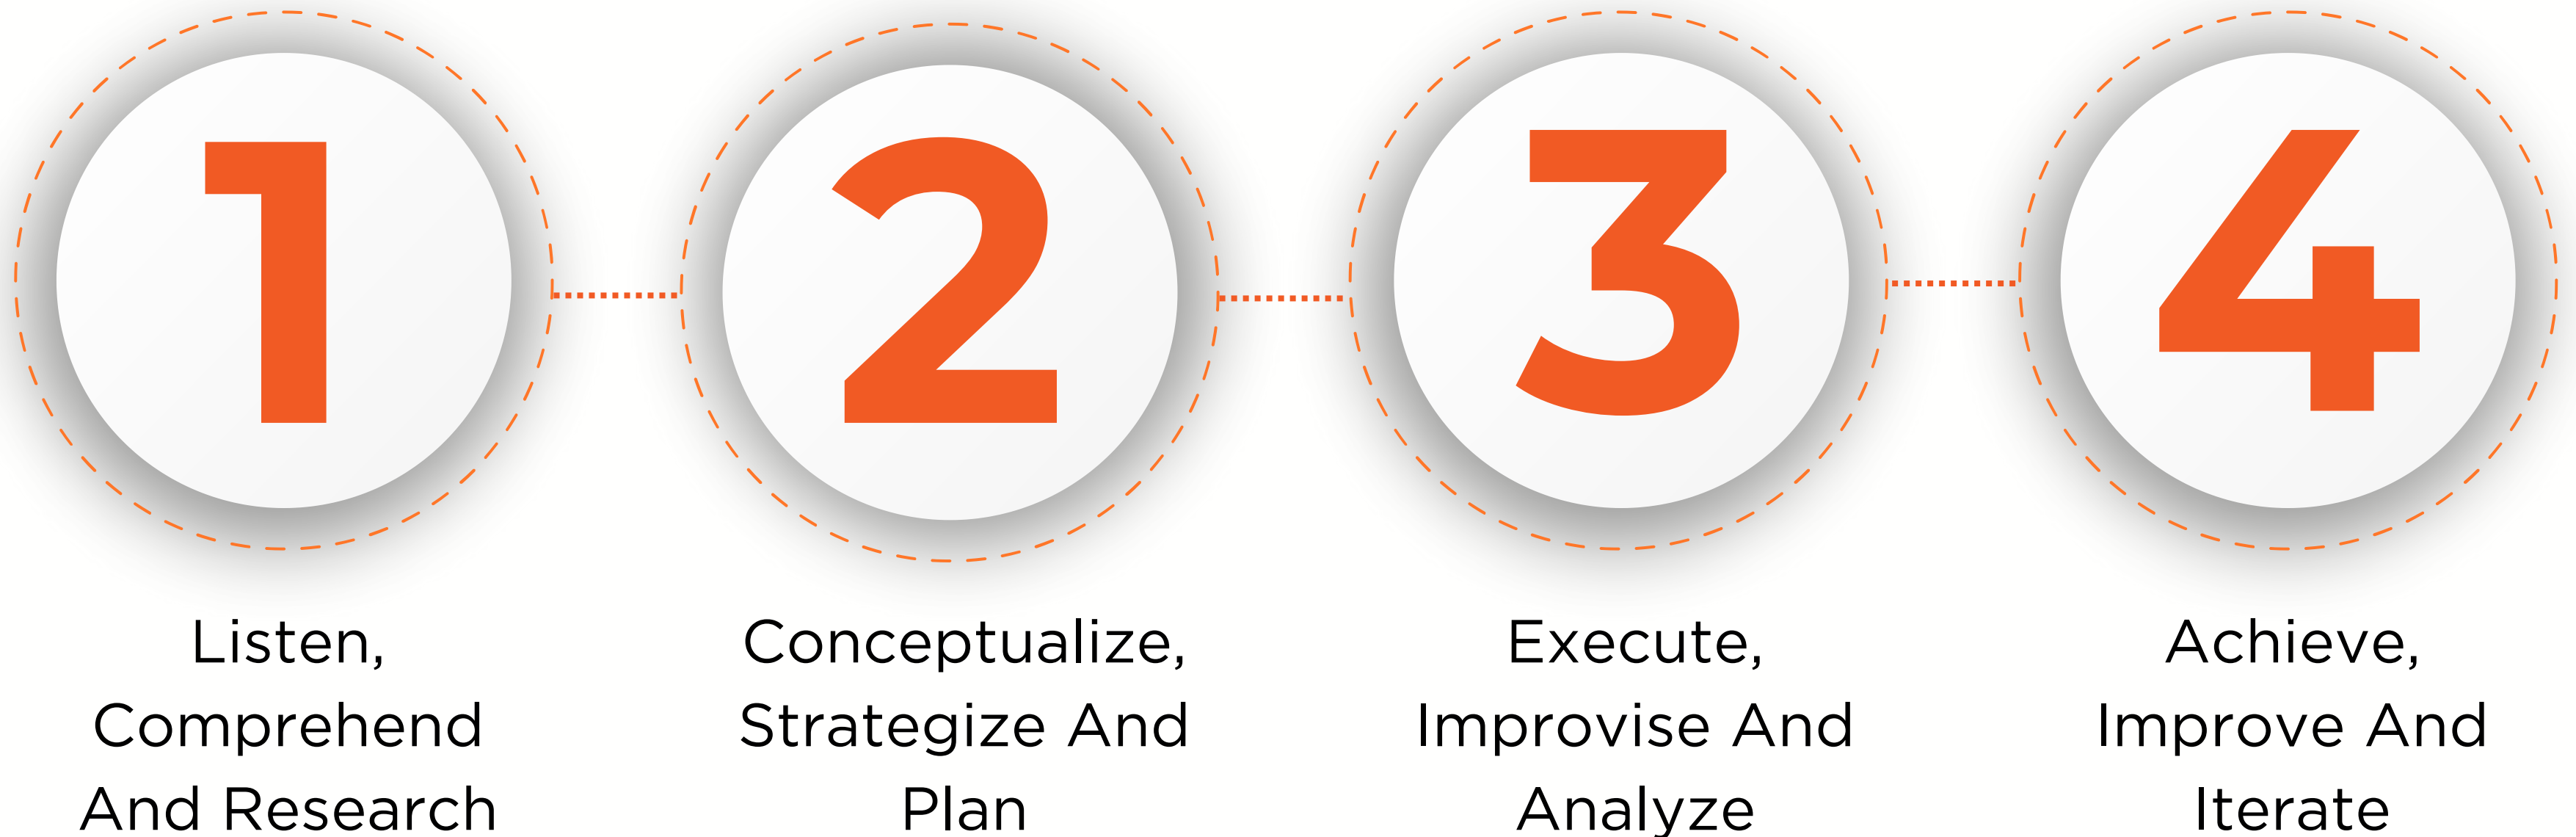 1
2
3
4
Listen,
Comprehend
And Research
Conceptualize,
Strategize And
Plan
Execute,
Improvise And
Analyze
Achieve,
Improve And
Iterate